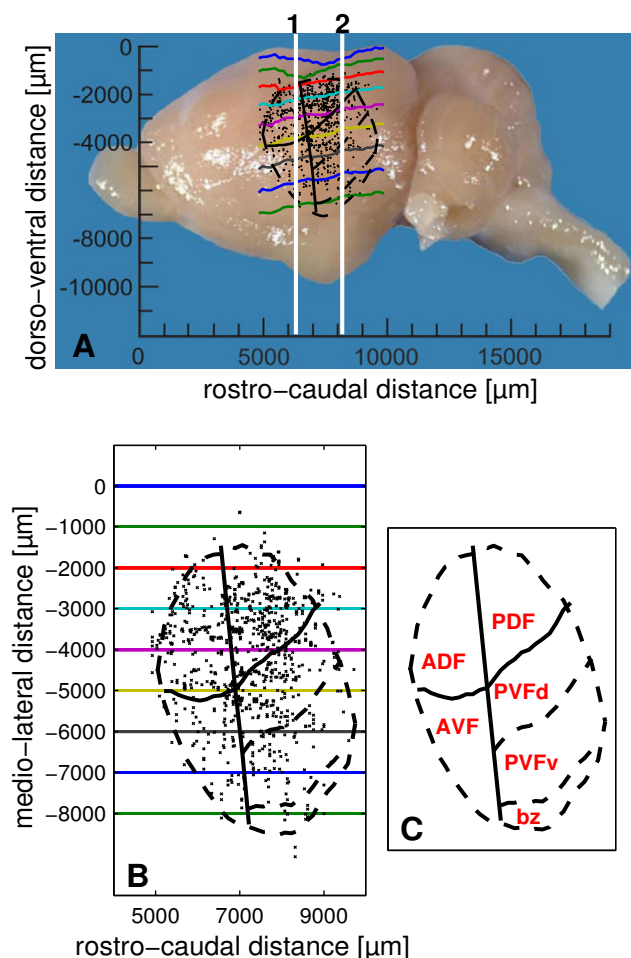 1 2
0
-2000
-4000
-6000
-8000
-10000
dorso-ventral distance [µm]
A
0 5000 10000 15000
rostro-caudal distance [µm]
0
-1000
-2000
-3000
-4000
-5000
-6000
-7000
-8000
medio-lateral distance [µm]
B
5000 7000 9000
rostro-caudal distance [µm]
PDF
ADF
PVFd
AVF
PVFv
bz
C